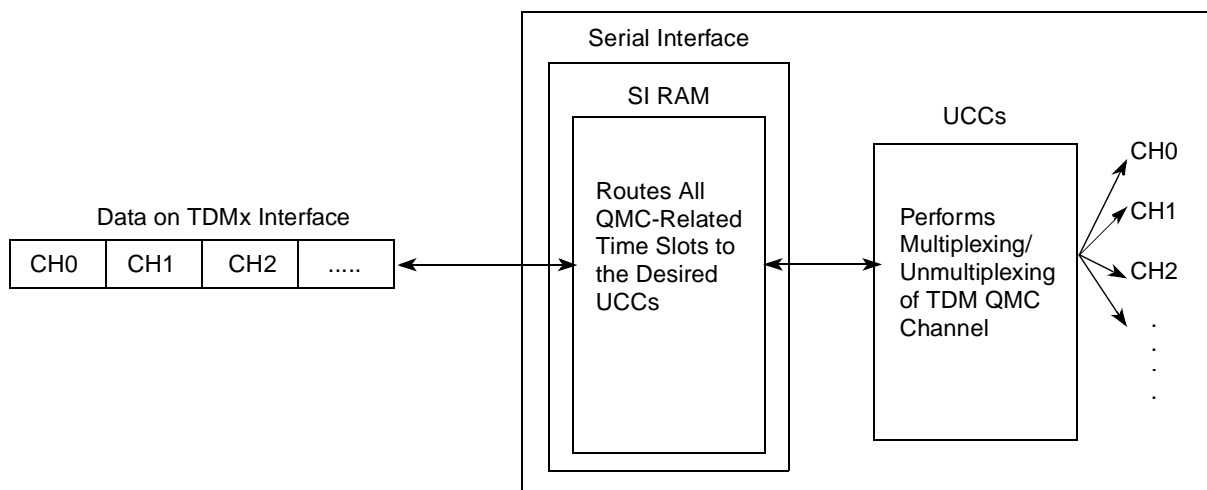 Serial Interface
SI RAM
UCCs
Data on TDMx Interface
CH0 CH1 CH2 .....
Routes All
QMC-Related
Time Slots to
the Desired
UCCs
Performs
Multiplexing/
Unmultiplexing
of TDM QMC
Channel
CH0
CH1
CH2
.
.
.
.